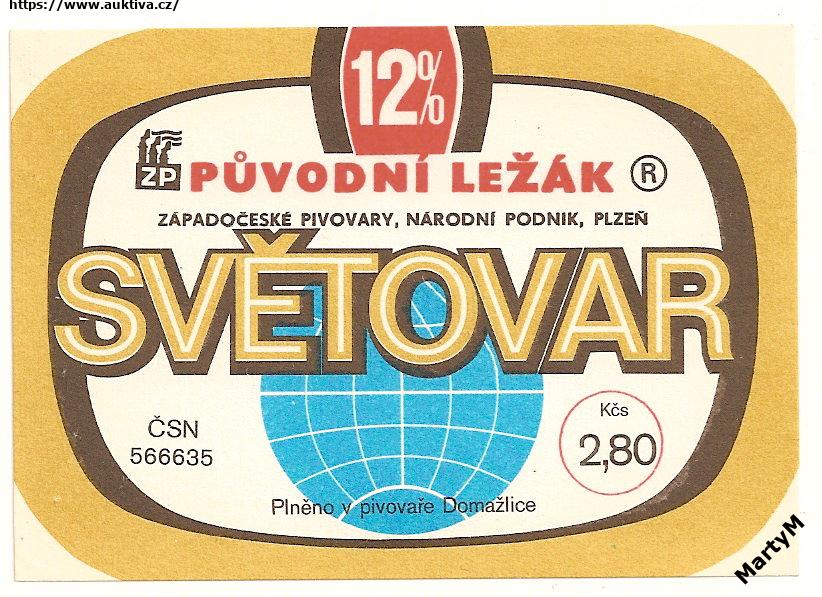 https://www.auktiva.cz/
12%
ZP
PŮVODNÍ LEŽÁK ®
ZÁPADOČESKÉ PIVOVARY, NÁRODNÍ PODNIK, PLZEŇ
SVĚTOVAR
ČSN
566635
Kčs
2,80
Plněno v pivovaře Domažlice
MartyM